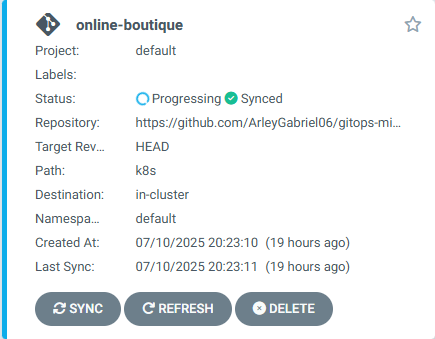 online-boutique
Project: default
Labels:
Status: Progressing Synced
Repository: https://github.com/ArleyGabriel06/gitops-mi...
Target Rev... HEAD
Path: k8s
Destination: in-cluster
Namespa... default
Created At: 07/10/2025 20:23:10 (19 hours ago)
Last Sync: 07/10/2025 20:23:11 (19 hours ago)
SYNC REFRESH DELETE